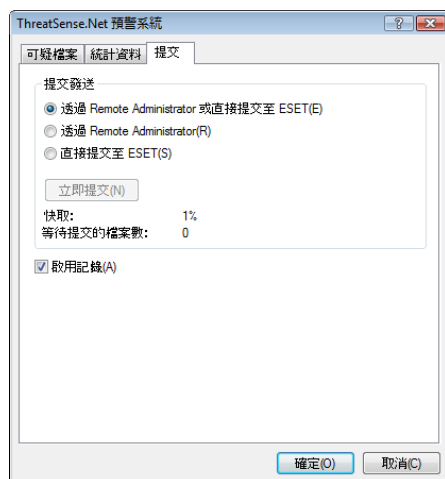 ThreatSense.Net 預警系統
可疑檔案 統計資料 提交
提交發送
透過 Remote Administrator 或直接提交至 ESET(E)
透過 Remote Administrator(R)
直接提交至 ESET(S)
立即提交(N)
快取: 1%
等待提交的檔案數: 0
啟用記錄(A)
確定(O) 取消(C)